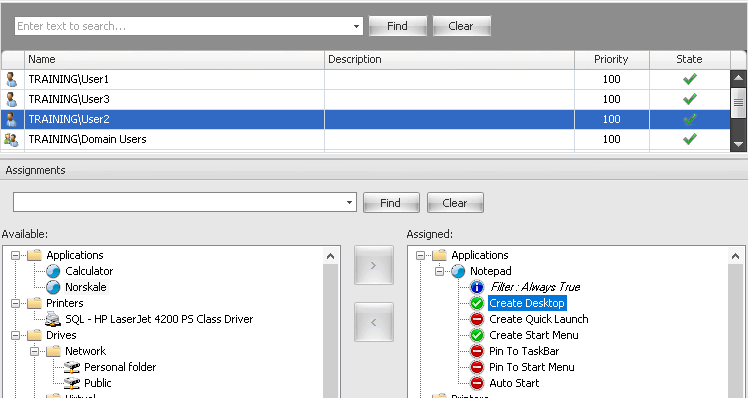 Enter text to search...
Find
Clear
Name Description Priority State
TRAINING\User1 100
TRAINING\User3 100
TRAINING\User2 100
TRAINING\Domain Users 100
Assignments
Find
Clear
Available:
Applications
Calculator
Norskale
Printers
SQL - HP LaserJet 4200 PS Class Driver
Drives
Network
Personal folder
Public
Virtual
>
<
Assigned:
Applications
Notepad
Filter : Always True
Create Desktop
Create Quick Launch
Create Start Menu
Pin To TaskBar
Pin To Start Menu
Auto Start
Printers